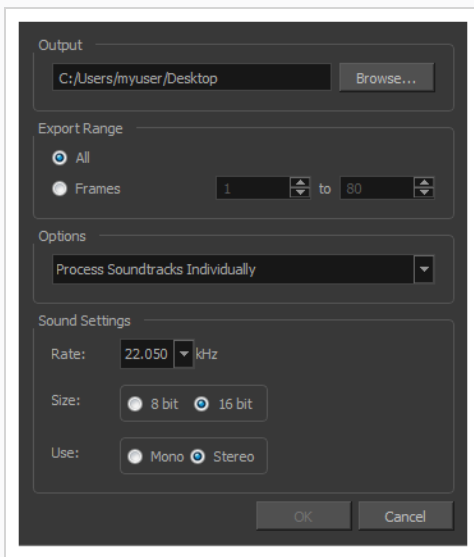 Output
C:/Users/myuser/Desktop Browse...
Export Range
All
Frames 1 to 80
Options
Process Soundtracks Individually
Sound Settings
Rate: 22.050 kHz
Size: 8 bit 16 bit
Use: Mono Stereo
OK Cancel